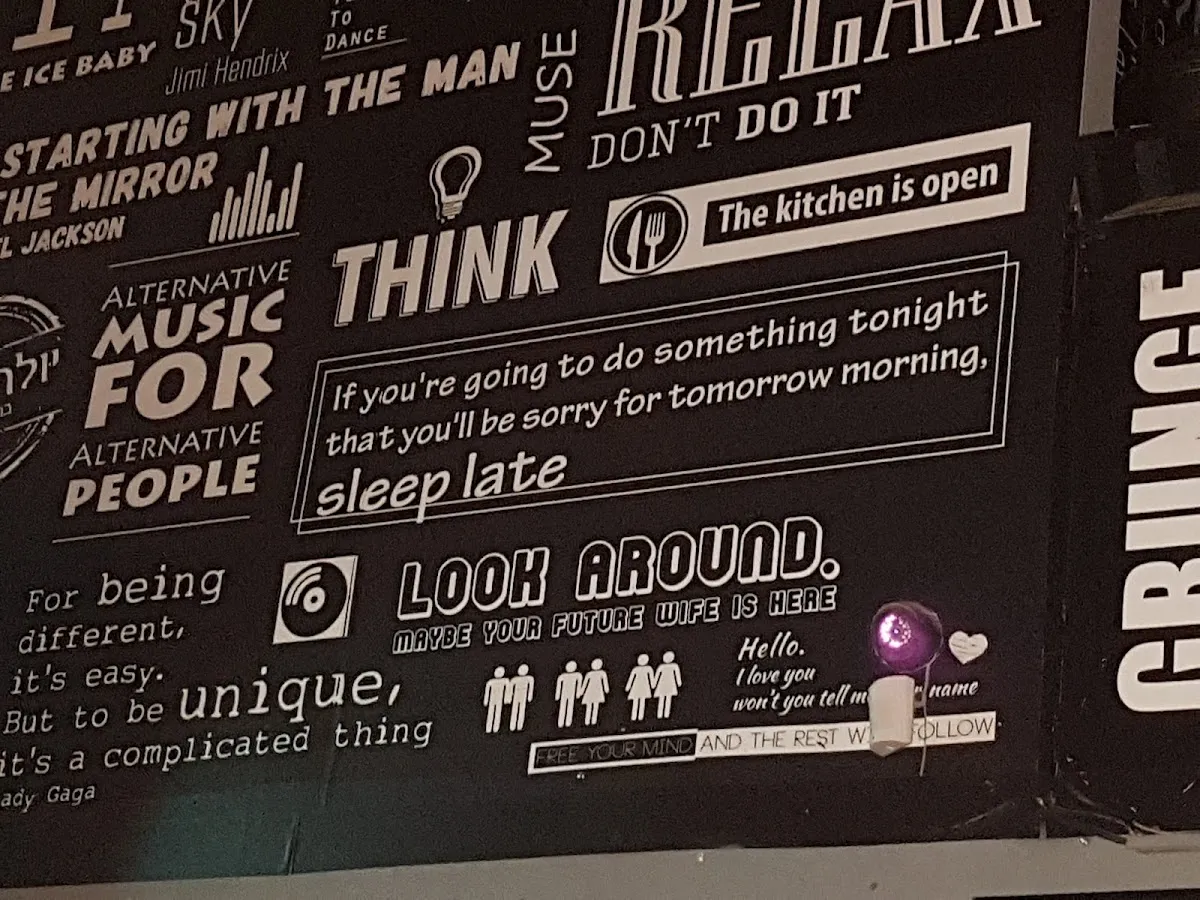 SKY
Jimi Hendrix
TO
DANCE
ICE BABY
STARTING WITH THE MAN
THE MIRROR
JACKSON
MUSE
RELAX
DON'T DO IT
THINK
The kitchen is open
ALTERNATIVE
MUSIC
FOR
ALTERNATIVE
PEOPLE
If you're going to do something tonight
that you'll be sorry for tomorrow morning,
sleep late
For being
different,
it's easy.
But to be unique,
it's a complicated thing
ady Gaga
LOOK AROUND.
MAYBE YOUR FUTURE WIFE IS HERE
Hello.
I love you
won't you tell me name
FREE YOUR MIND AND THE REST W FOLLOW
GRUNGE